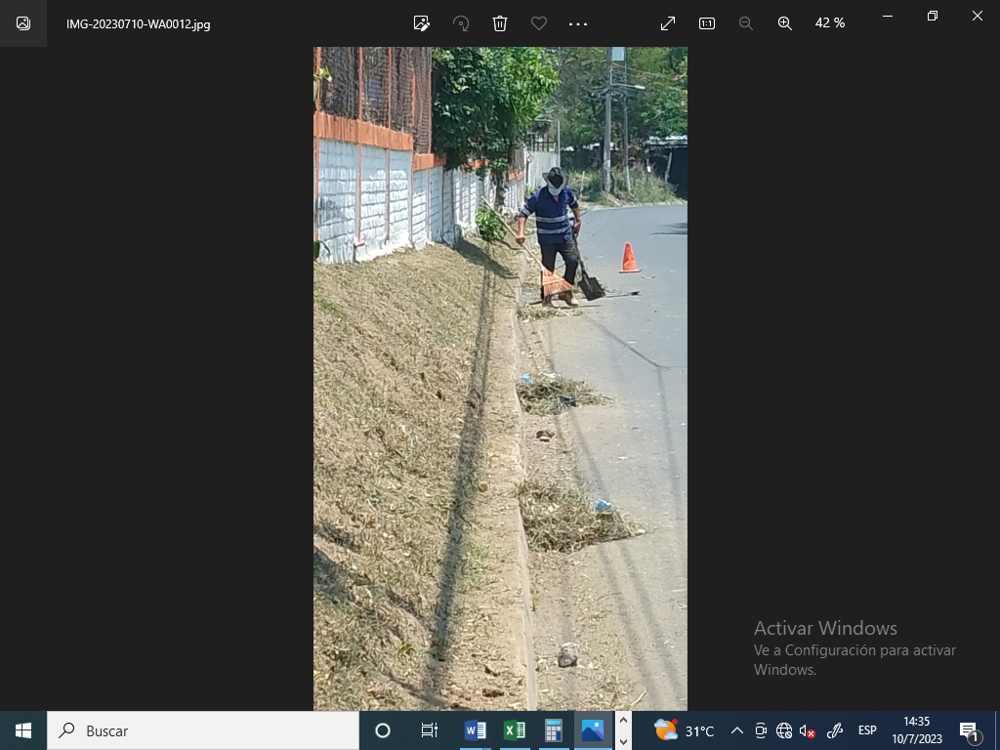 IMG-20230710-WA0012.jpg
42 %
Activar Windows
Ve a Configuración para activar
Windows.
Buscar
31°C
ESP
14:35
10/7/2023
1